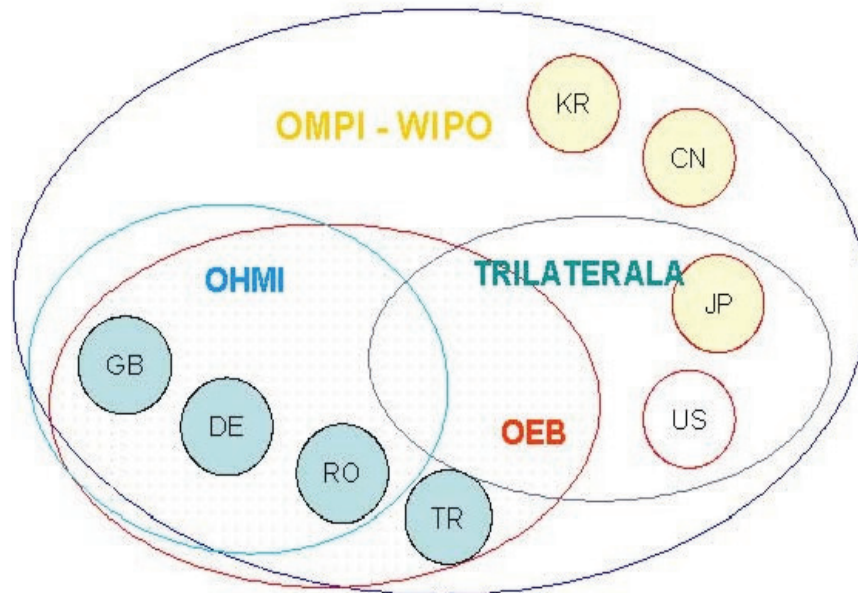 KR
OMPI - WIPO
CN
OHMI
TRILATERALA
JP
GB
DE
OEB
US
RO
TR